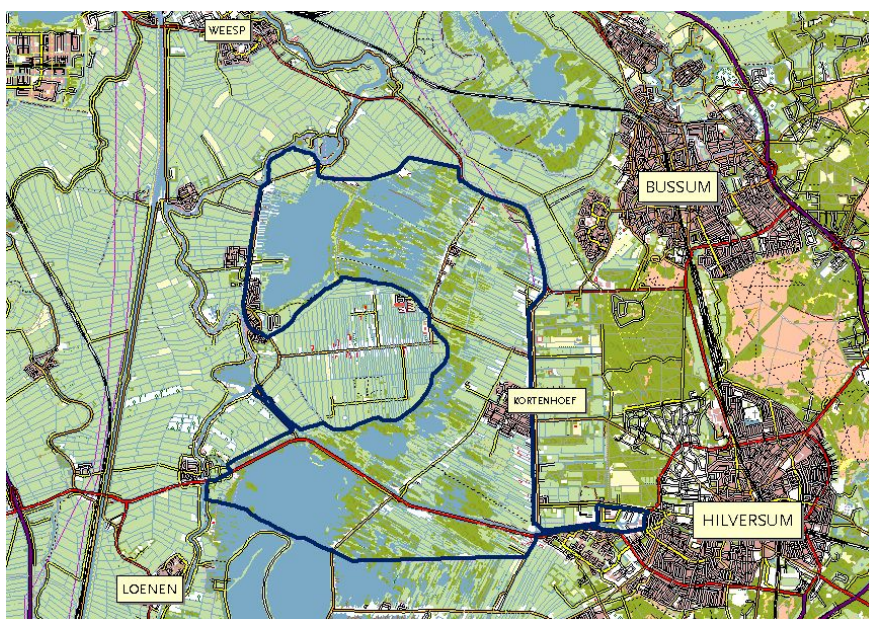 WEESP
BUSSUM
KORTENHOEF
HILVERSUM
LOENEN